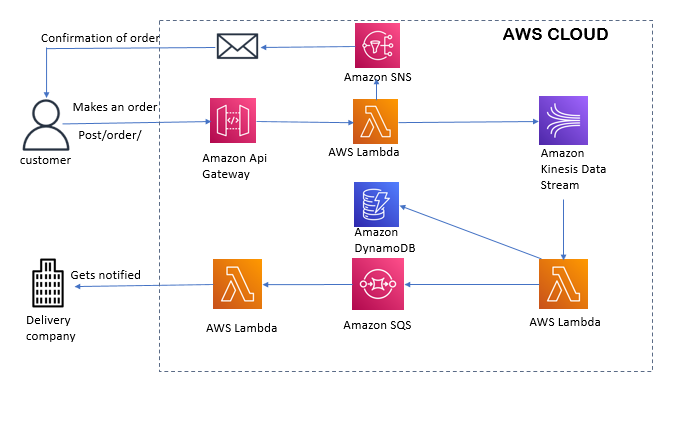 AWS CLOUD
Confirmation of order
Amazon SNS
Makes an order
Post/order/
customer
Amazon Api
Gateway
AWS Lambda
Amazon
Kinesis Data
Stream
Amazon
DynamoDB
Gets notified
Delivery
company
AWS Lambda
Amazon SQS
AWS Lambda